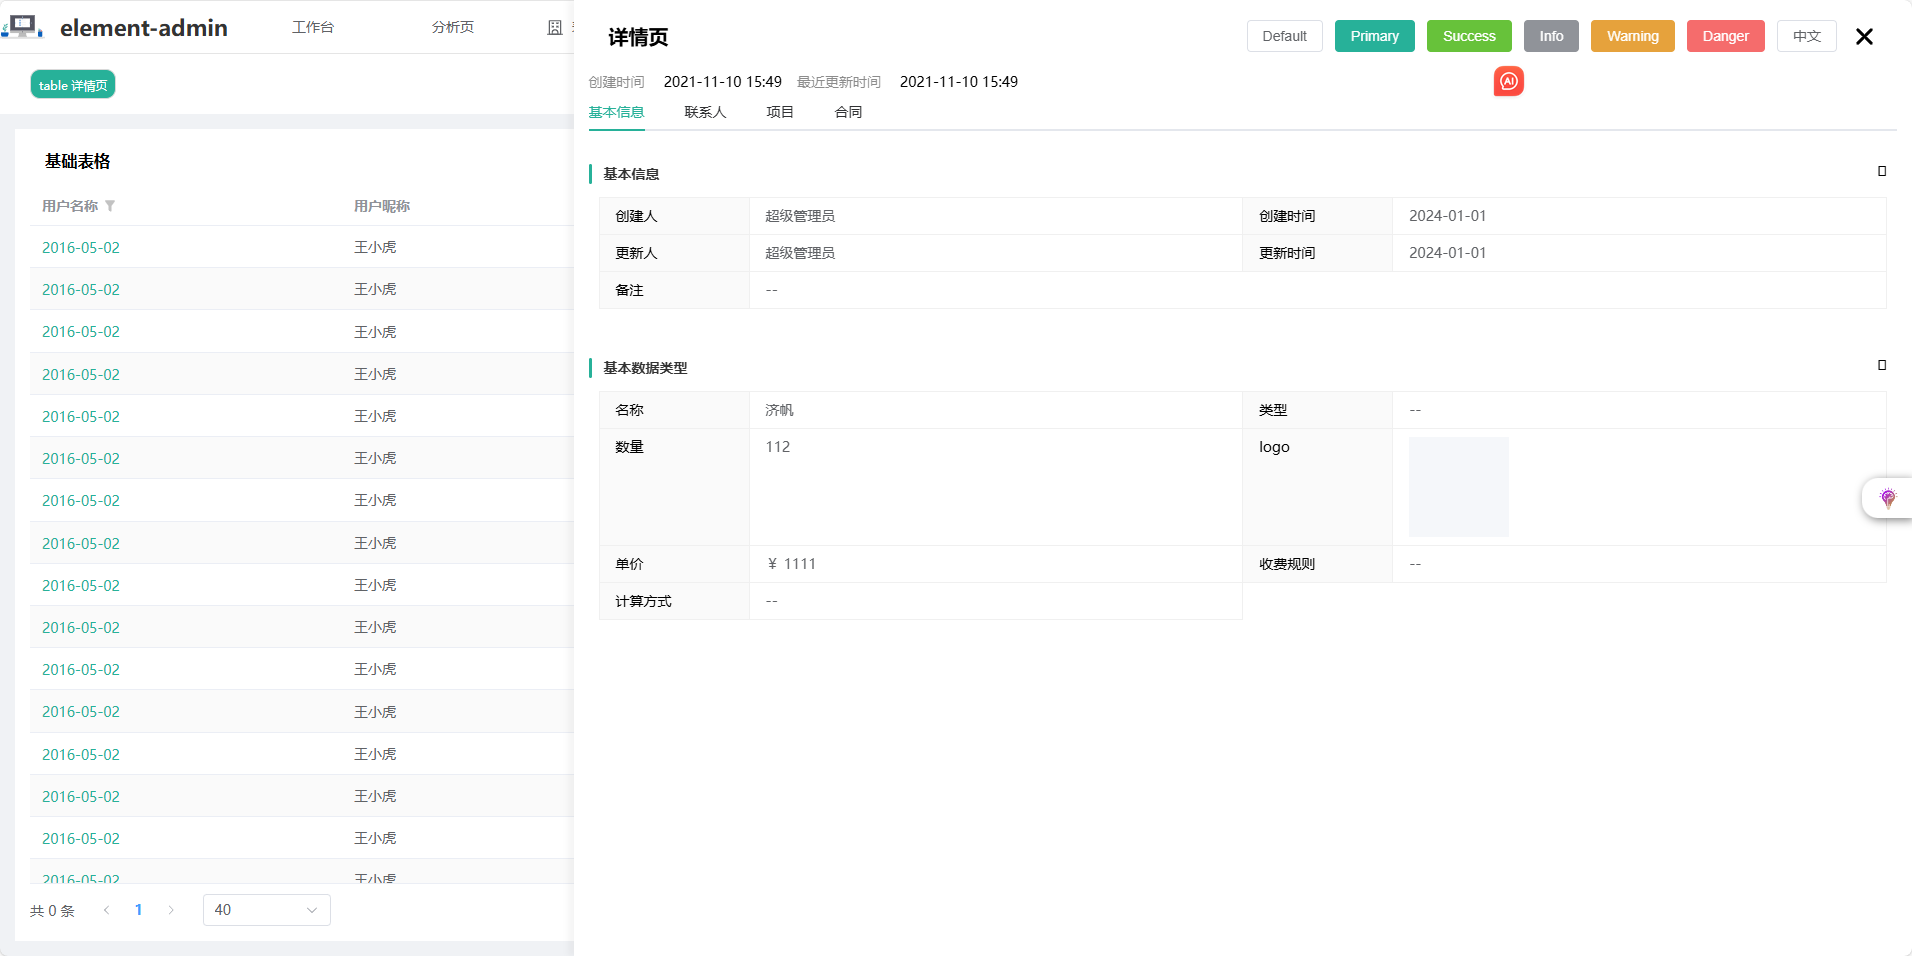 element-admin
工作台
分析页
table 详情页
基础表格
用户名称
用户昵称
2016-05-02
王小虎
2016-05-02
王小虎
2016-05-02
王小虎
2016-05-02
王小虎
2016-05-02
王小虎
2016-05-02
王小虎
2016-05-02
王小虎
2016-05-02
王小虎
2016-05-02
王小虎
2016-05-02
王小虎
2016-05-02
王小虎
2016-05-02
王小虎
2016-05-02
王小虎
2016-05-02
王小虎
2016-05-02
王小虎
2016-05-02
王小虎
共 0 条
1
40
详情页
Default
Primary
Success
Info
Warning
Danger
中文
创建时间 2021-11-10 15:49 最近更新时间 2021-11-10 15:49
AI
基本信息
联系人
项目
合同
基本信息
创建人
超级管理员
创建时间
2024-01-01
更新人
超级管理员
更新时间
2024-01-01
备注
--
基本数据类型
名称
济帆
类型
--
数量
112
logo
单价
¥ 1111
收费规则
--
计算方式
--